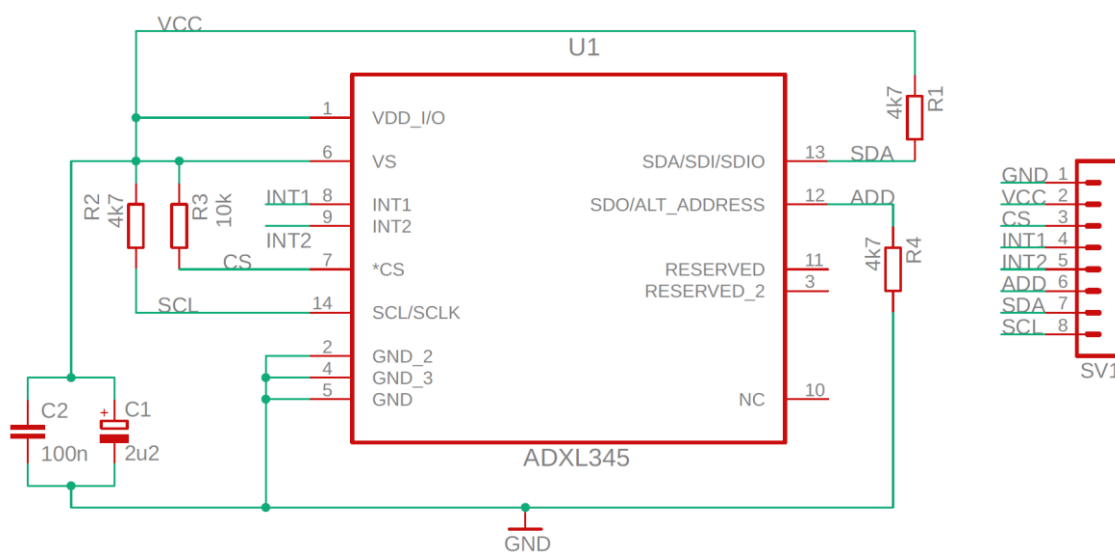 VCC
U1
4k7
R1
1
VDD_I/O
6
VS
SDA/SDI/SDIO
13
SDA
R2
4k7
R3
10k
INT1
8
INT1
SDO/ALT_ADDRESS
12
ADD
9
INT2
INT2
CS
7
*CS
RESERVED
11
4k7
R4
RESERVED_2
3
SCL
14
SCL/SCLK
2
GND_2
4
GND_3
5
GND
NC
10
C2
100n
+
C1
2u2
ADXL345
GND
GND 1
VCC 2
CS 3
INT1 4
INT2 5
ADD 6
SDA 7
SCL 8
SV1